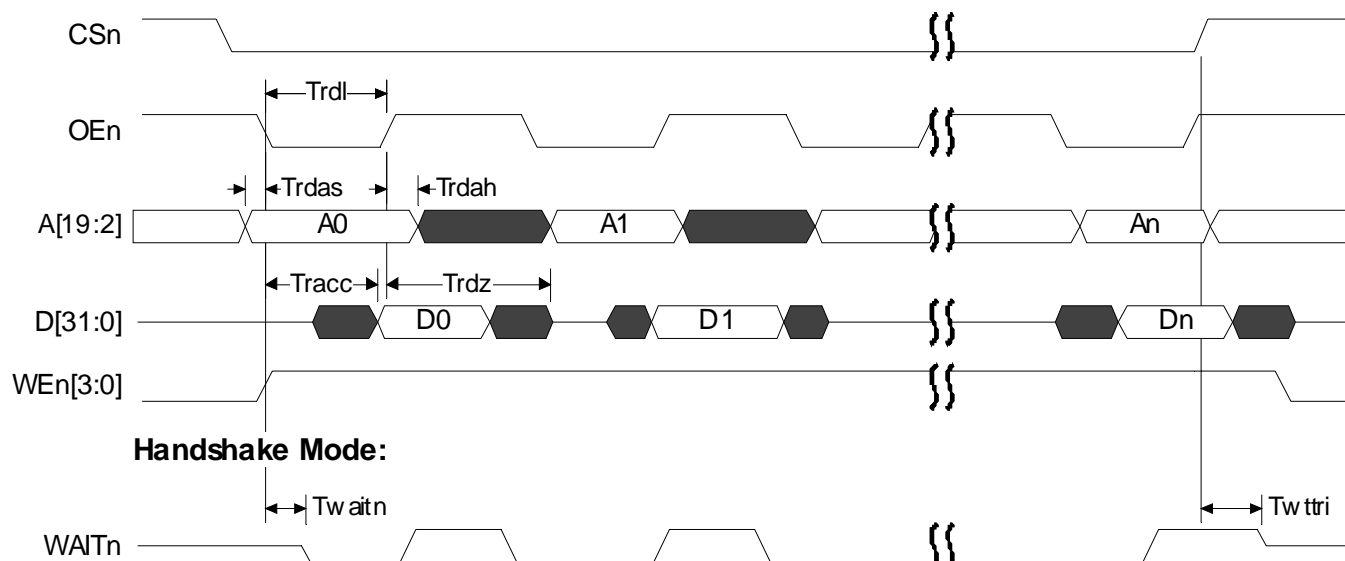 CSn
Trdl
OEn
Trdas Trdah
A[19:2] A0 A1 An
Tracc Trdz
D[31:0] D0 D1 Dn
WEn[3:0]
Handshake Mode:
Twaitn Twttri
WAITn